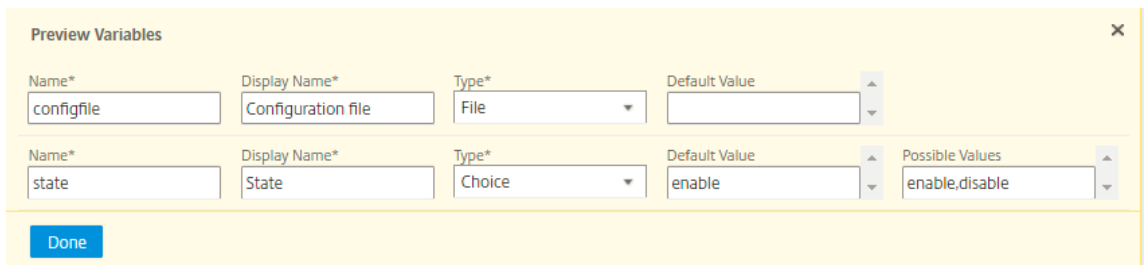 Preview Variables ×
Name* Display Name* Type* Default Value
configfile Configuration file File
Name* Display Name* Type* Default Value Possible Values
state State Choice enable enable,disable
Done